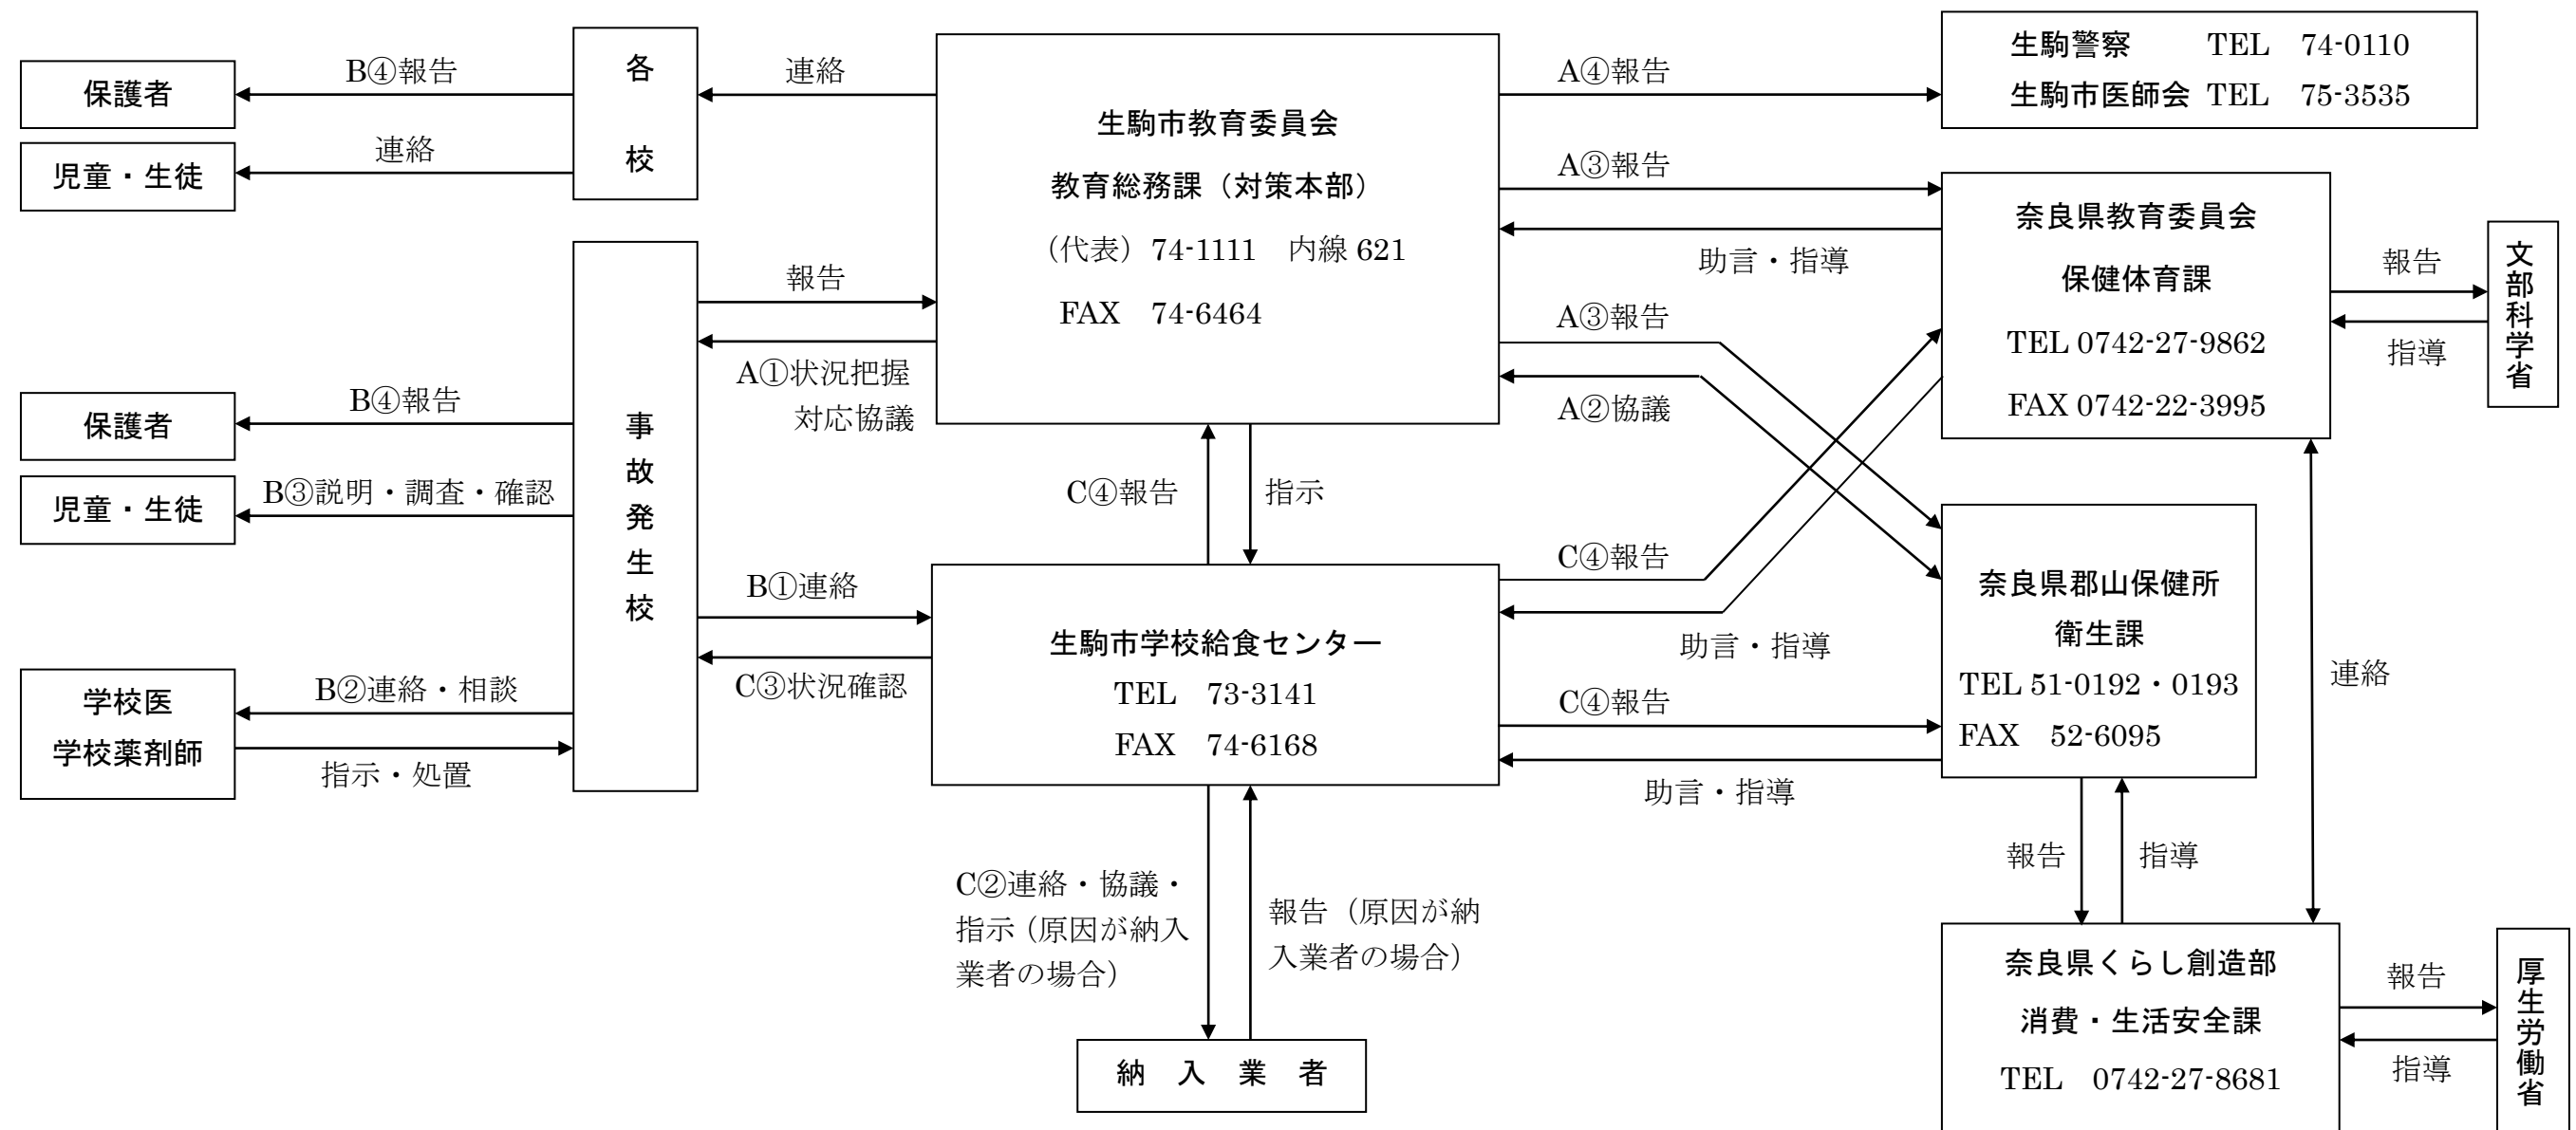 保護者
児童・生徒
B④報告
連絡
各校
連絡
生駒市教育委員会
教育総務課（対策本部）
（代表）74-1111　内線 621
FAX　74-6464
A④報告
生駒警察　TEL　74-0110
生駒市医師会 TEL　75-3535
A③報告
助言・指導
奈良県教育委員会
保健体育課
TEL 0742-27-9862
FAX 0742-22-3995
報告
指導
文部科学省
A③報告
A②協議
報告
A①状況把握
対応協議
保護者
児童・生徒
B④報告
B③説明・調査・確認
事故発生校
学校医
学校薬剤師
B②連絡・相談
指示・処置
C④報告
指示
B①連絡
C③状況確認
生駒市学校給食センター
TEL　73-3141
FAX　74-6168
C④報告
助言・指導
C④報告
助言・指導
奈良県郡山保健所
衛生課
TEL 51-0192・0193
FAX　52-6095
連絡
報告
指導
C②連絡・協議・
指示（原因が納入
業者の場合）
報告（原因が納
入業者の場合）
納　入　業　者
奈良県くらし創造部
消費・生活安全課
TEL　0742-27-8681
報告
指導
厚生労働省